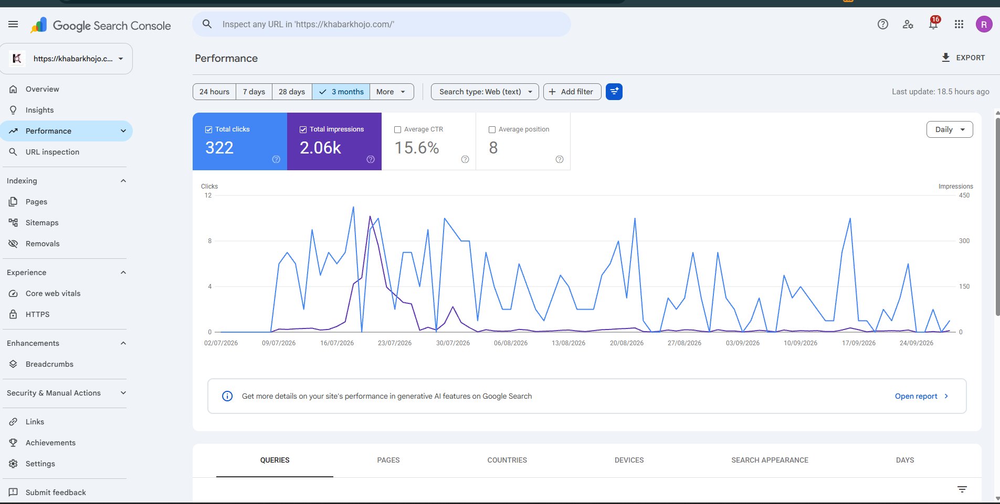 Google Search Console
Inspect any URL in 'https://khabarkhojo.com/'
16
R
https://khabarkhojo.c...
Overview
Insights
Performance
URL inspection
Indexing
Pages
Sitemaps
Removals
Experience
Core web vitals
HTTPS
Enhancements
Breadcrumbs
Security & Manual Actions
Links
Achievements
Settings
Submit feedback
Performance
EXPORT
24 hours 7 days 28 days 3 months More
Search type: Web (text)
Add filter
Last update: 18.5 hours ago
Total clicks
322
Total impressions
2.06k
Average CTR
15.6%
Average position
8
Daily
Clicks
Impressions
12 450
8 300
4 150
0 0
02/07/2026 09/07/2026 16/07/2026 23/07/2026 30/07/2026 06/08/2026 13/08/2026 20/08/2026 27/08/2026 03/09/2026 10/09/2026 17/09/2026 24/09/2026
Get more details on your site's performance in generative AI features on Google Search
Open report
QUERIES PAGES COUNTRIES DEVICES SEARCH APPEARANCE DAYS